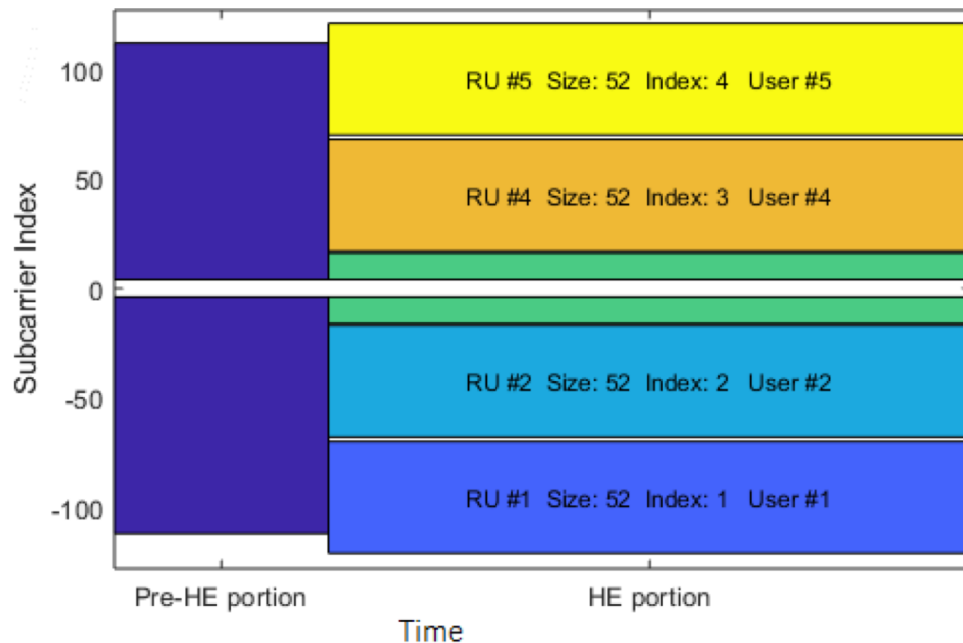 100
RU #5 Size: 52 Index: 4 User #5
50
RU #4 Size: 52 Index: 3 User #4
Subcarrier Index
0
-50
RU #2 Size: 52 Index: 2 User #2
-100
RU #1 Size: 52 Index: 1 User #1
Pre-HE portion
HE portion
Time